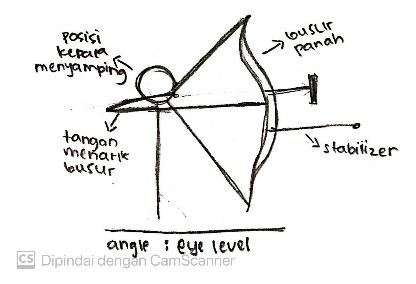 posisi
kepala
menyamping
busur
panah
tangan
menarik
busur
stabilizer
angle : eye level
CS Dipindai dengan CamScanner